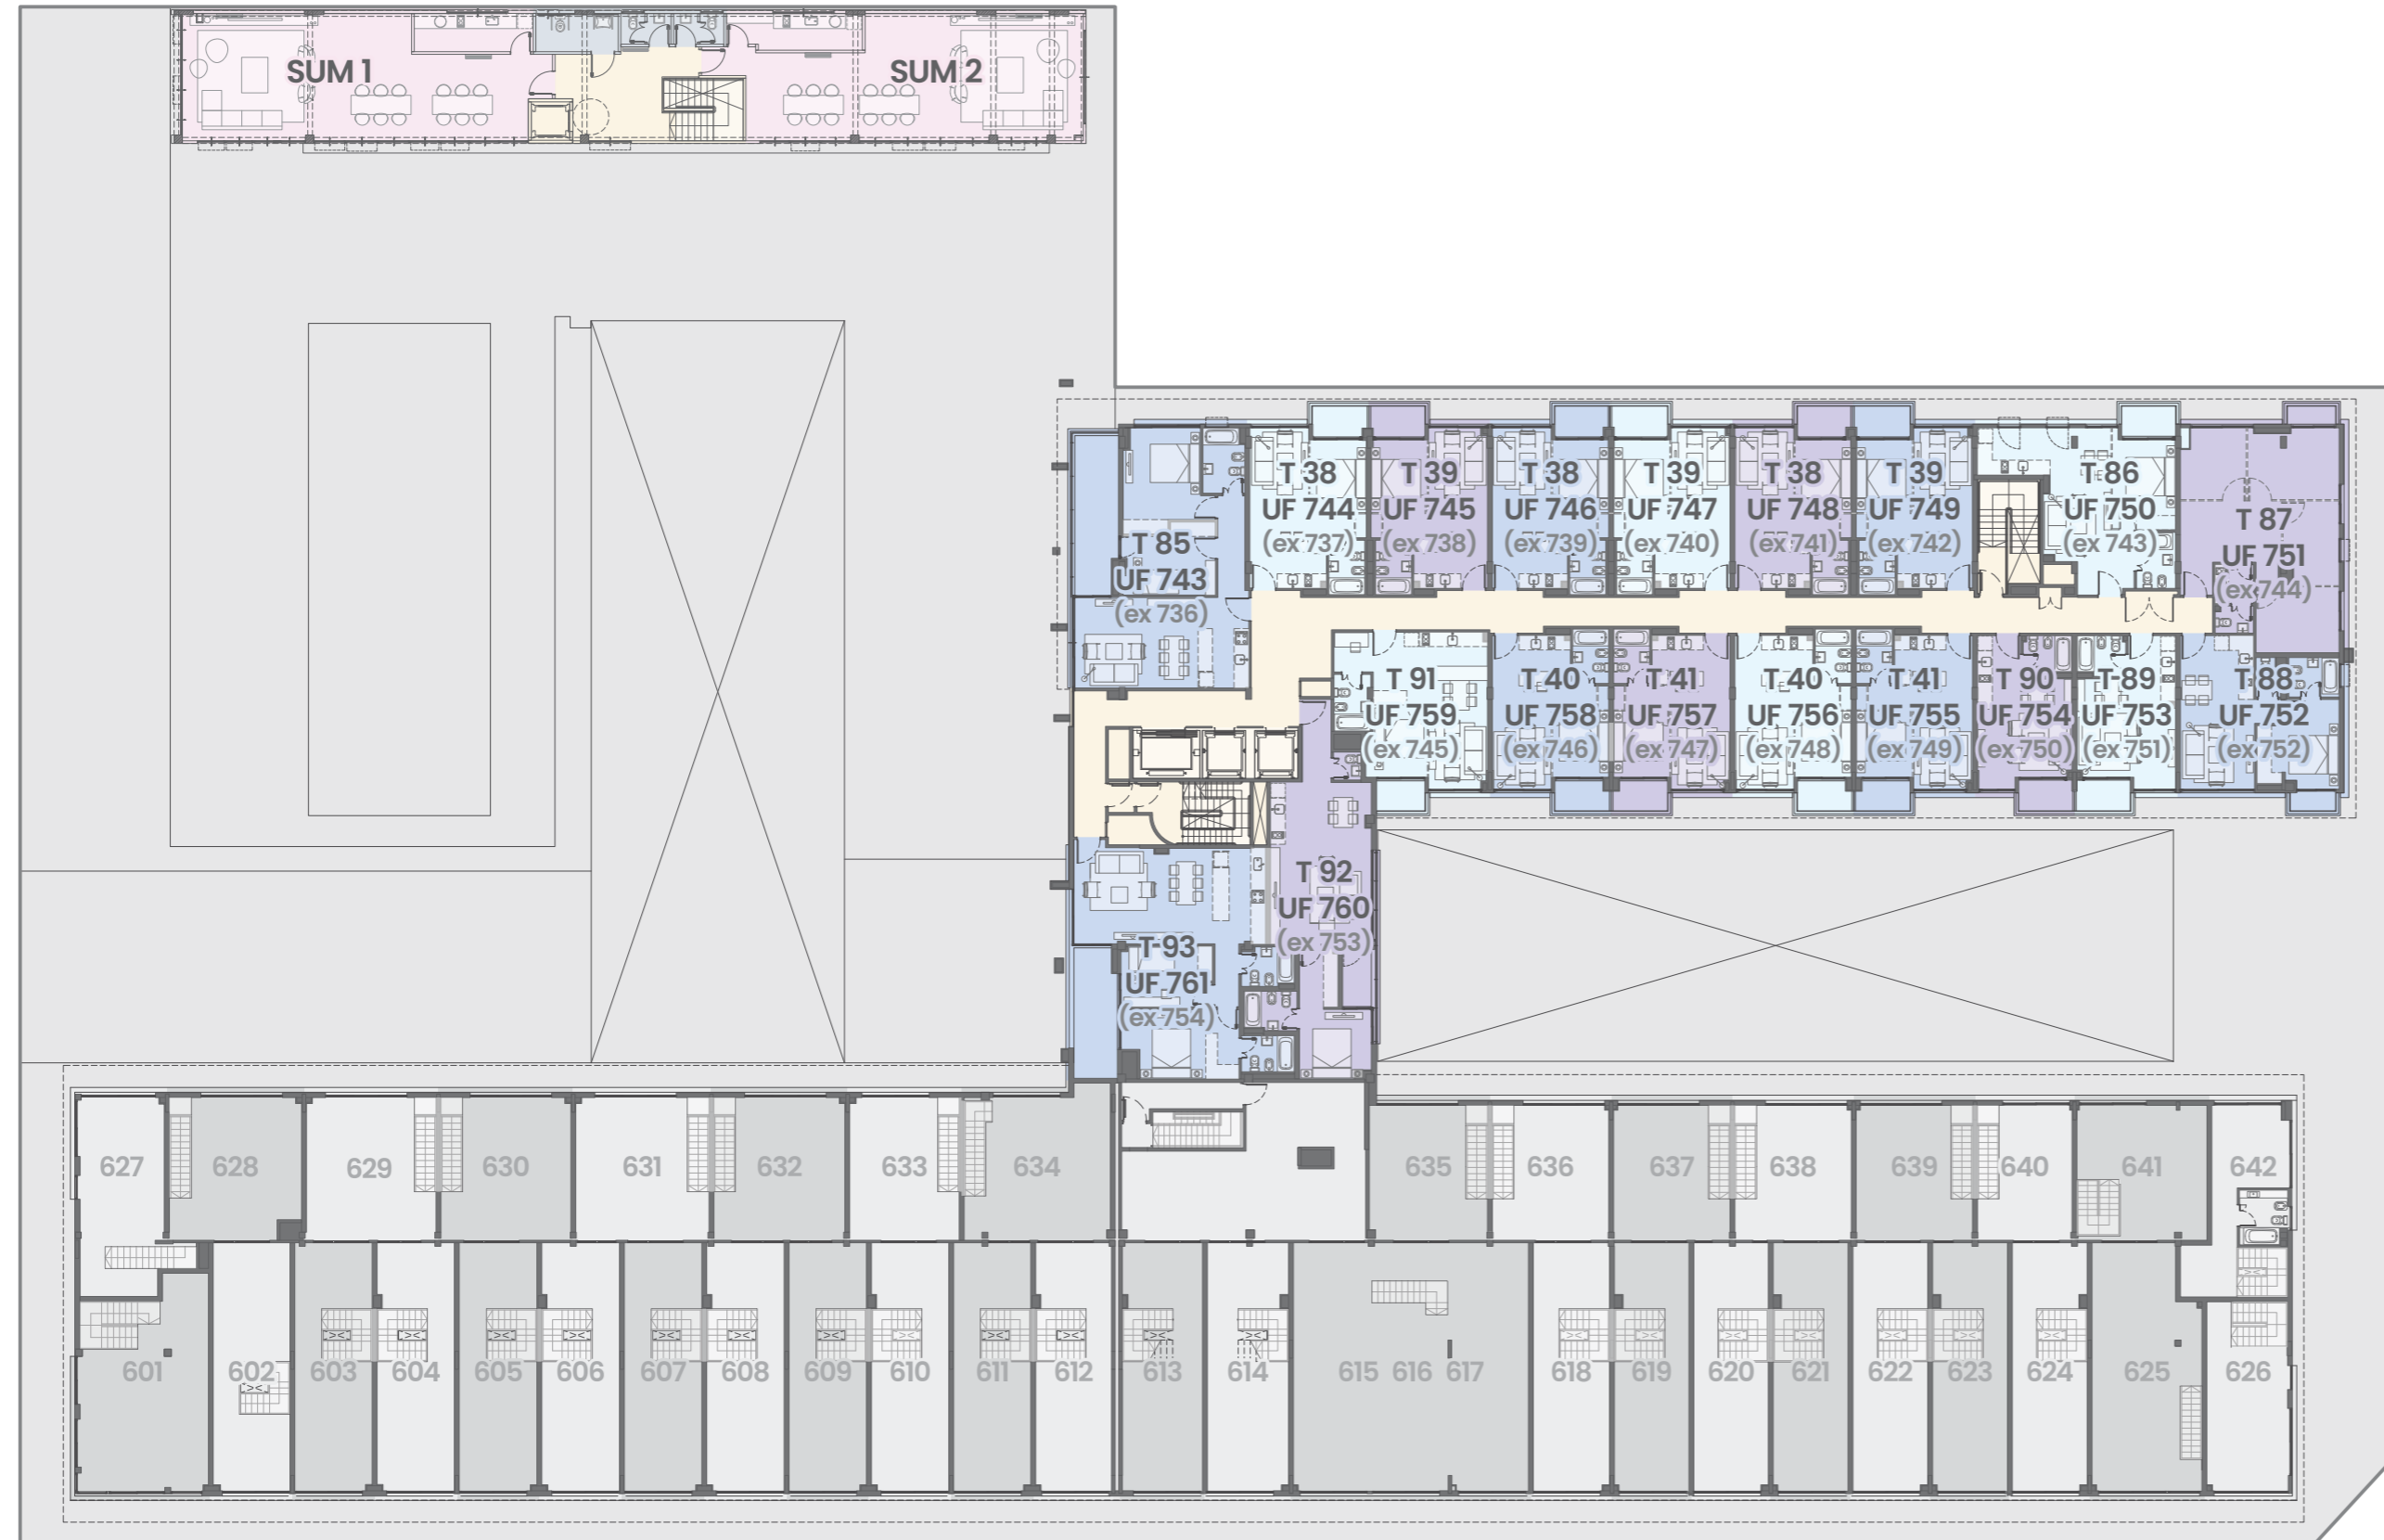 SUM 1
SUM 2
T 38
UF 744
(ex 737)
T 39
UF 745
(ex 738)
T 38
UF 746
(ex 739)
T 39
UF 747
(ex 740)
T 38
UF 748
(ex 741)
T 39
UF 749
(ex 742)
T 86
UF 750
(ex 743)
T 87
UF 751
(ex 744)
T 85
UF 743
(ex 736)
T 91
UF 759
(ex 745)
T 40
UF 758
(ex 746)
T 41
UF 757
(ex 747)
T 40
UF 756
(ex 748)
T 41
UF 755
(ex 749)
T 90
UF 754
(ex 750)
T 89
UF 753
(ex 751)
T 88
UF 752
(ex 752)
T 92
UF 760
(ex 753)
T 93
UF 761
(ex 754)
627 628 629 630 631 632 633 634 635 636 637 638 639 640 641 642
601 602 603 604 605 606 607 608 609 610 611 612 613 614 615 616 617 618 619 620 621 622 623 624 625 626